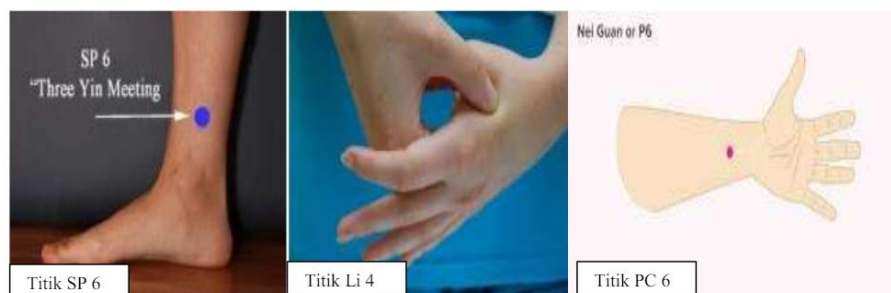 SP 6
“Three Yin Meeting
Titik SP 6
Titik Li 4
Nei Guan or P6
Titik PC 6